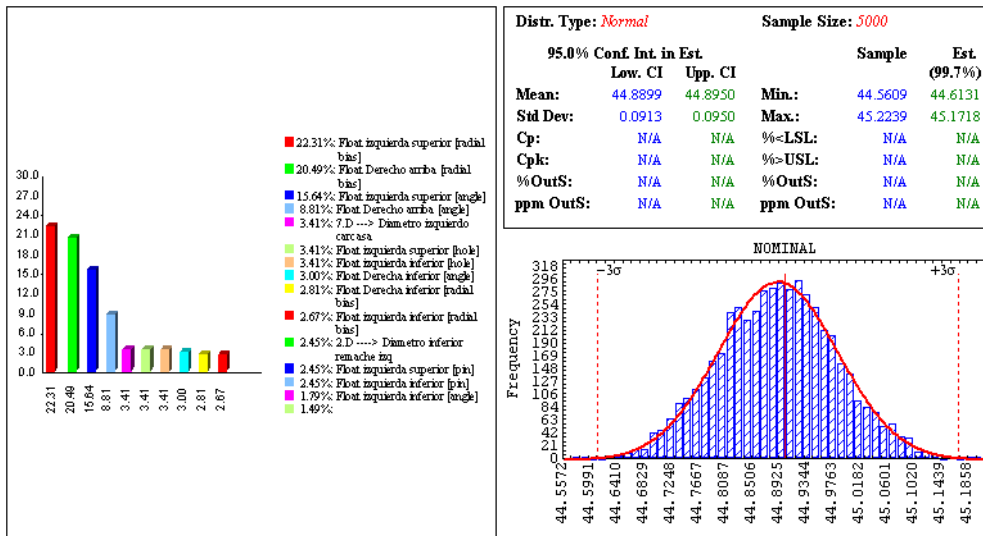 22.31%: Float izquierda superior [radial
bias]
20.49%: Float Derecho arriba [radial
bias]
15.64%: Float izquierda superior [angle]
8.81%: Float Derecho arriba [angle]
3.41%: 7.D ---> Diametro izquierdo
carcasa
3.41%: Float izquierda superior [hole]
3.41%: Float izquierda inferior [hole]
3.00%: Float Derecha inferior [angle]
2.81%: Float Derecha inferior [radial
bias]
2.67%: Float izquierda inferior [radial
bias]
2.45%: 2.D ----> Diametro inferior
remache izq
2.45%: Float izquierda superior [pin]
2.45%: Float izquierda inferior [pin]
1.79%: Float izquierda inferior [angle]
1.49%:
30.0
27.0
24.0
21.0
18.0
15.0
12.0
9.0
6.0
3.0
0.0
22.31
20.49
15.64
8.81
3.41
3.41
3.41
3.00
2.81
2.67
Distr. Type: Normal Sample Size: 5000
95.0% Conf. Int. in Est. Sample Est.
Low. CI Upp. CI (99.7%)
Mean: 44.8899 44.8950 Min.: 44.5609 44.6131
Std Dev: 0.0913 0.0950 Max.: 45.2239 45.1718
Cp: N/A N/A %<LSL: N/A N/A
Cpk: N/A N/A %>USL: N/A N/A
%OutS: N/A N/A %OutS: N/A N/A
ppm OutS: N/A N/A ppm OutS: N/A N/A
NOMINAL
-3σ +3σ
Frequency
318
296
275
254
233
212
190
169
148
127
106
84
63
42
21
0
44.5572
44.5991
44.6410
44.6829
44.7248
44.7667
44.8087
44.8506
44.8925
44.9344
44.9763
45.0182
45.0601
45.1020
45.1439
45.1858